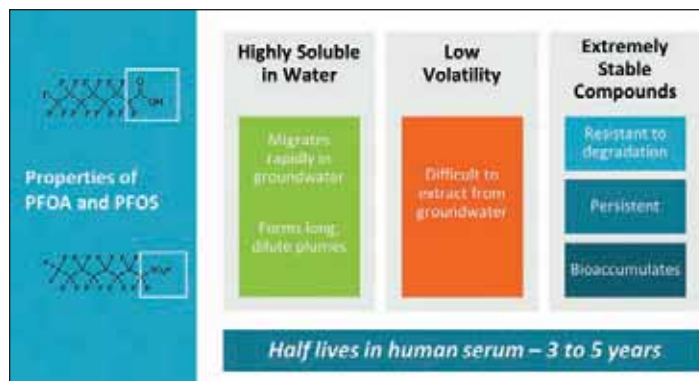 Properties of
PFOA and PFOS
Highly Soluble
in Water
Migrates
rapidly in
groundwater
Forms long,
dilute plumes
Low
Volatility
Difficult to
extract from
groundwater
Extremely
Stable
Compounds
Resistant to
degradation
Persistent
Bioaccumulates
Half lives in human serum – 3 to 5 years